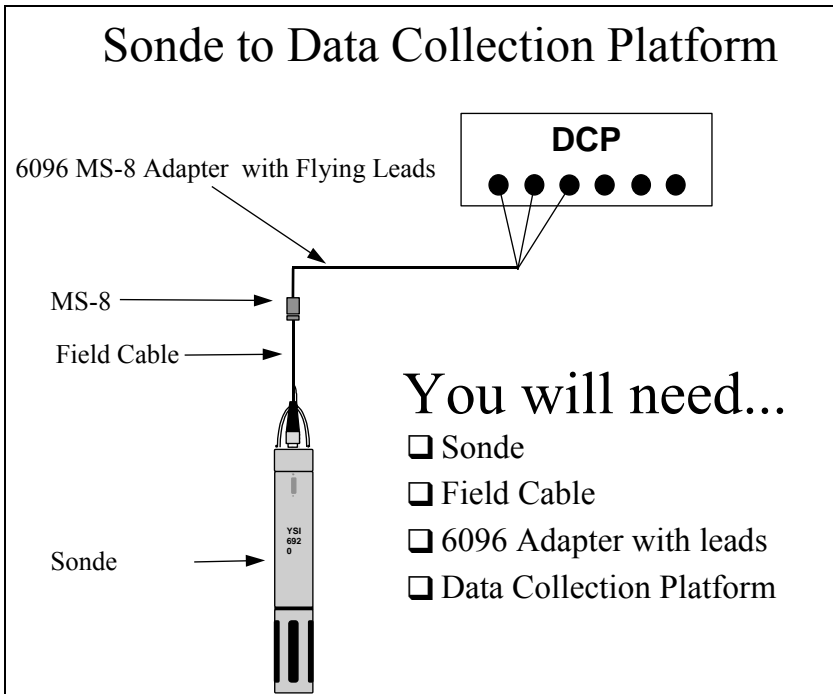 Sonde to Data Collection Platform
DCP
6096 MS-8 Adapter with Flying Leads
MS-8
Field Cable
You will need...
❑ Sonde
❑ Field Cable
❑ 6096 Adapter with leads
❑ Data Collection Platform
YSI
692
0
Sonde